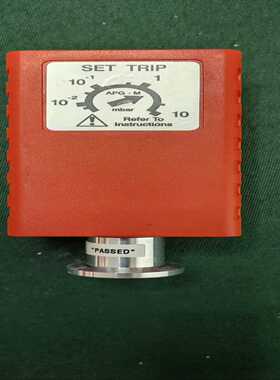 SET TRIP
10-1 1
10-2 APG - M 10
mbar
Refer To
Instructions
"PASSED"